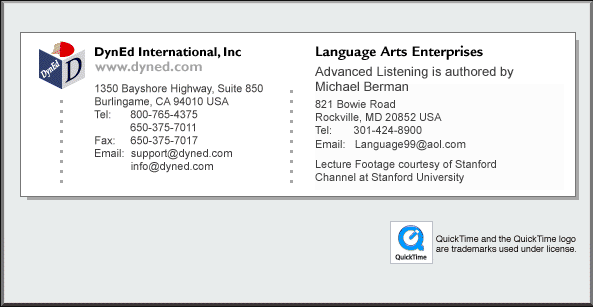 DynEd
DynEd International, Inc
www.dyned.com
1350 Bayshore Highway, Suite 850
Burlingame, CA 94010 USA
Tel: 800-765-4375
650-375-7011
Fax: 650-375-7017
Email: support@dyned.com
info@dyned.com
Language Arts Enterprises
Advanced Listening is authored by
Michael Berman
821 Bowie Road
Rockville, MD 20852 USA
Tel: 301-424-8900
Email: Language99@aol.com
Lecture Footage courtesy of Stanford
Channel at Stanford University
QuickTime
QuickTime and the QuickTime logo
are trademarks used under license.